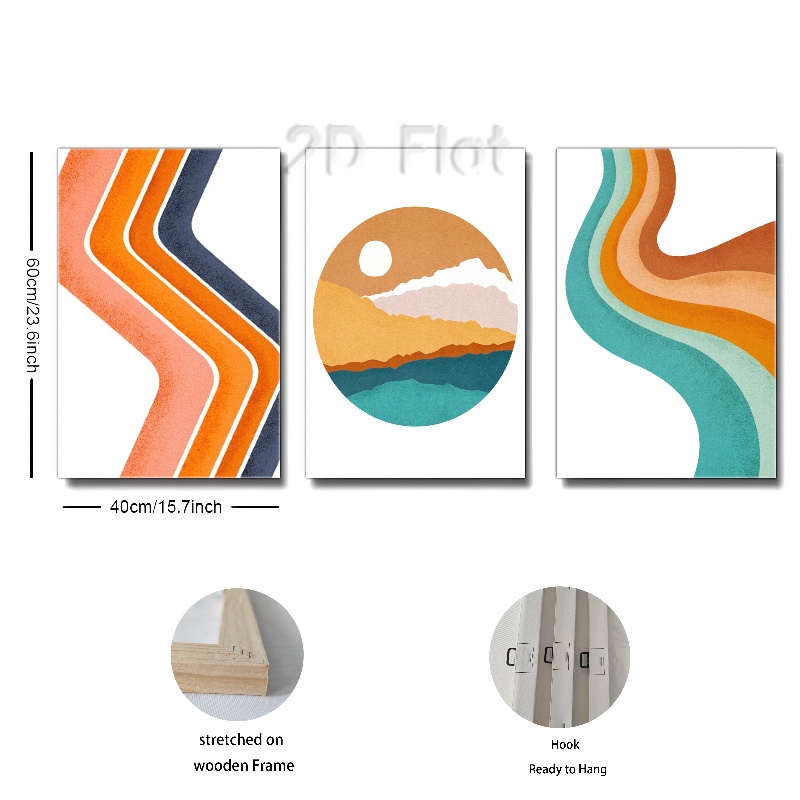 2D Flat
60cm/23.6inch
40cm/15.7inch
stretched on
wooden Frame
Hook
Ready to Hang